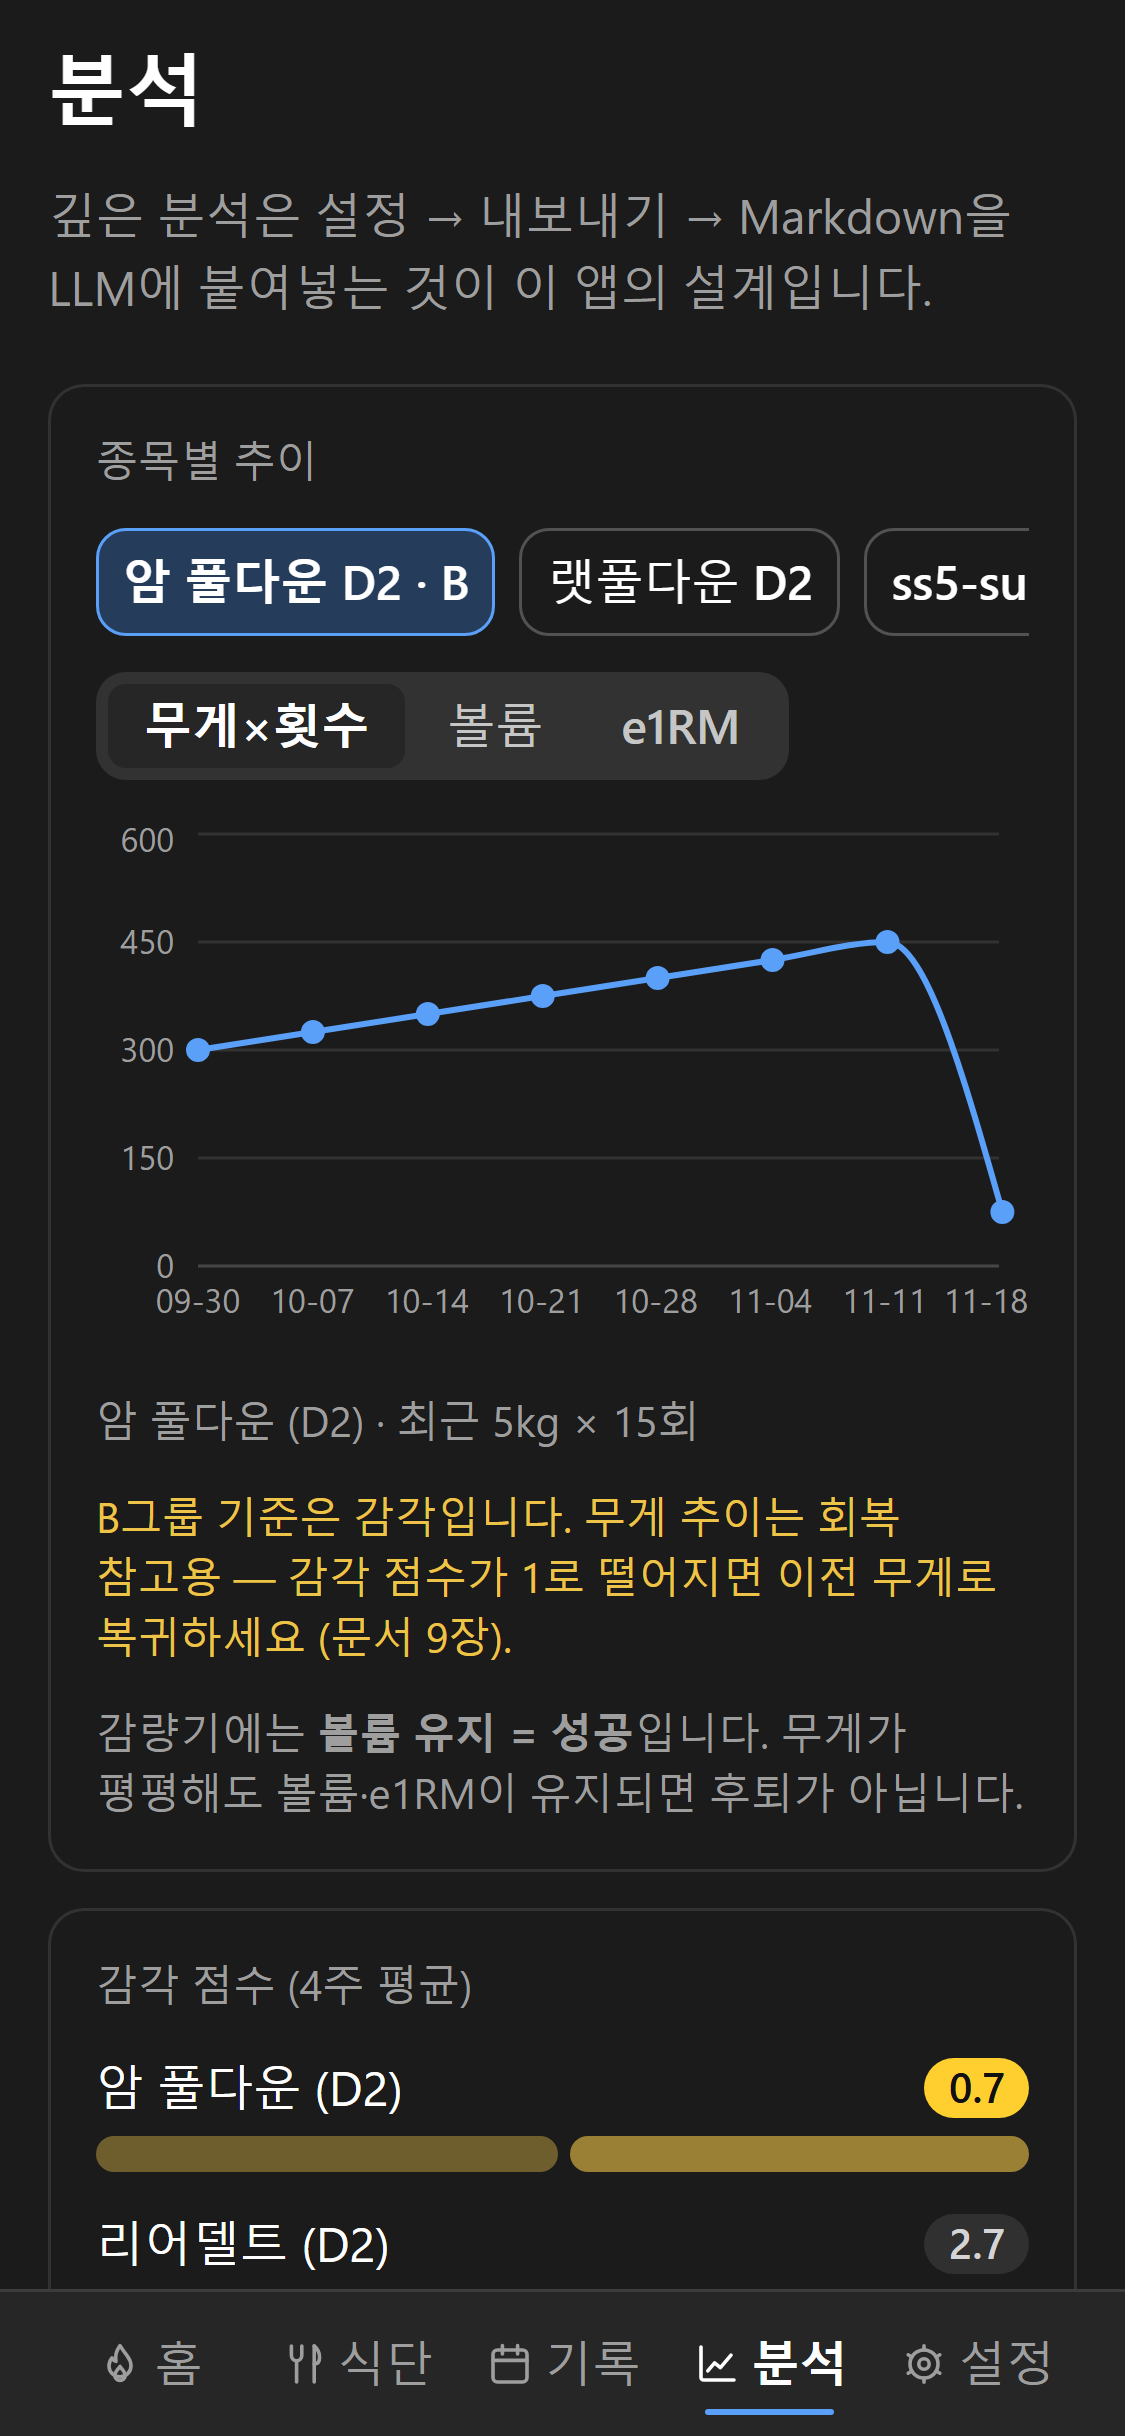 분석
깊은 분석은 설정 → 내보내기 → Markdown을
LLM에 붙여넣는 것이 이 앱의 설계입니다.
종목별 추이
암 풀다운 D2 · B
랫풀다운 D2
ss5-su
무게×횟수
볼륨
e1RM
600
450
300
150
0
09-30 10-07 10-14 10-21 10-28 11-04 11-11 11-18
암 풀다운 (D2) · 최근 5kg × 15회
B그룹 기준은 감각입니다. 무게 추이는 회복
참고용 — 감각 점수가 1로 떨어지면 이전 무게로
복귀하세요 (문서 9장).
감량기에는 볼륨 유지 = 성공입니다. 무게가
평평해도 볼륨·e1RM이 유지되면 후퇴가 아닙니다.
감각 점수 (4주 평균)
암 풀다운 (D2)
0.7
리어델트 (D2)
2.7
홈
식단
기록
분석
설정